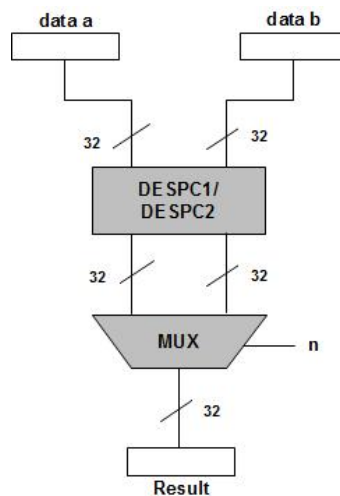 data a
data b
32
32
DESPC1/
DESPC2
32
32
MUX
n
32
Result